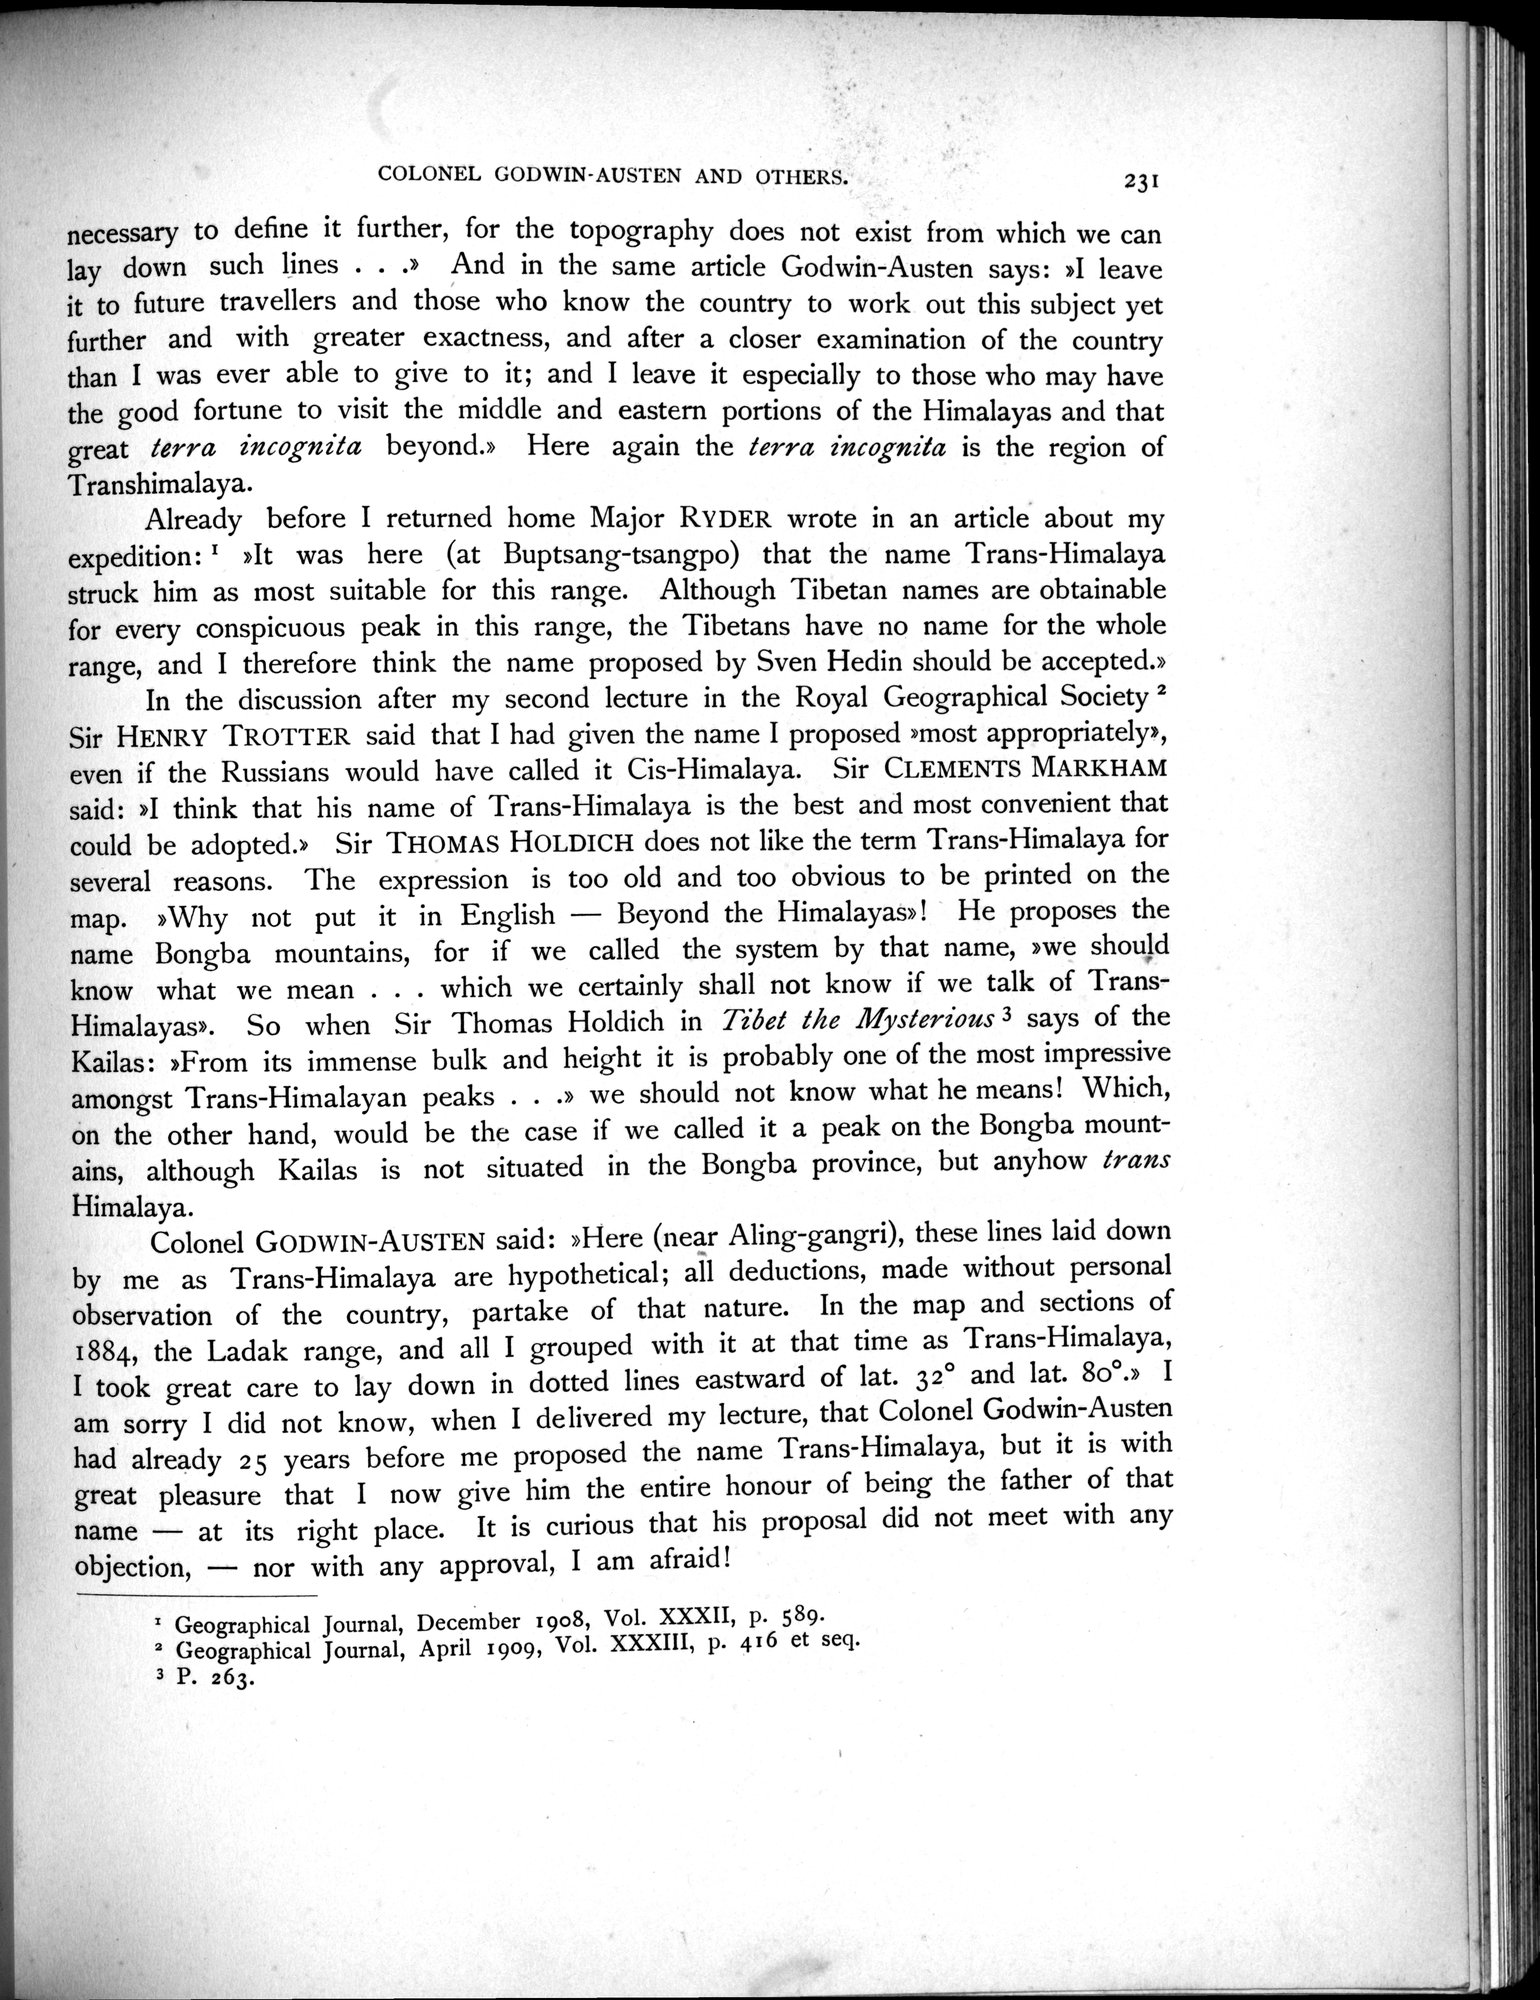 COLONEL GODWIN-AUSTEN AND OTHERS. 231
necessary to define it further, for the topography does not exist from which we can
lay down such lines . . .» And in the same article Godwin-Austen says: »I leave
it to future travellers and those who know the country to work out this subject yet
further and with greater exactness, and after a closer examination of the country
than I was ever able to give to it; and I leave it especially to those who may have
the good fortune to visit the middle and eastern portions of the Himalayas and that
great terra incognita beyond.» Here again the terra incognita is the region of
Transhimalaya.
Already before I returned home Major RYDER wrote in an article about my
expedition: ¹ »It was here (at Buptsang-tsangpo) that the name Trans-Himalaya
struck him as most suitable for this range. Although Tibetan names are obtainable
for every conspicuous peak in this range, the Tibetans have no name for the whole
range, and I therefore think the name proposed by Sven Hedin should be accepted.»
In the discussion after my second lecture in the Royal Geographical Society ²
Sir HENRY TROTTER said that I had given the name I proposed »most appropriately»,
even if the Russians would have called it Cis-Himalaya. Sir CLEMENTS MARKHAM
said: »I think that his name of Trans-Himalaya is the best and most convenient that
could be adopted.» Sir THOMAS HOLDICH does not like the term Trans-Himalaya for
several reasons. The expression is too old and too obvious to be printed on the
map. »Why not put it in English — Beyond the Himalayas»! He proposes the
name Bongba mountains, for if we called the system by that name, »we should
know what we mean . . . which we certainly shall not know if we talk of Trans-
Himalayas». So when Sir Thomas Holdich in Tibet the Mysterious ³ says of the
Kailas: »From its immense bulk and height it is probably one of the most impressive
amongst Trans-Himalayan peaks . . .» we should not know what he means! Which,
on the other hand, would be the case if we called it a peak on the Bongba mount-
ains, although Kailas is not situated in the Bongba province, but anyhow trans
Himalaya.
Colonel GODWIN-AUSTEN said: »Here (near Aling-gangri), these lines laid down
by me as Trans-Himalaya are hypothetical; all deductions, made without personal
observation of the country, partake of that nature. In the map and sections of
1884, the Ladak range, and all I grouped with it at that time as Trans-Himalaya,
I took great care to lay down in dotted lines eastward of lat. 32° and lat. 80°.» I
am sorry I did not know, when I delivered my lecture, that Colonel Godwin-Austen
had already 25 years before me proposed the name Trans-Himalaya, but it is with
great pleasure that I now give him the entire honour of being the father of that
name — at its right place. It is curious that his proposal did not meet with any
objection, — nor with any approval, I am afraid!
¹ Geographical Journal, December 1908, Vol. XXXII, p. 589.
² Geographical Journal, April 1909, Vol. XXXIII, p. 416 et seq.
³ P. 263.